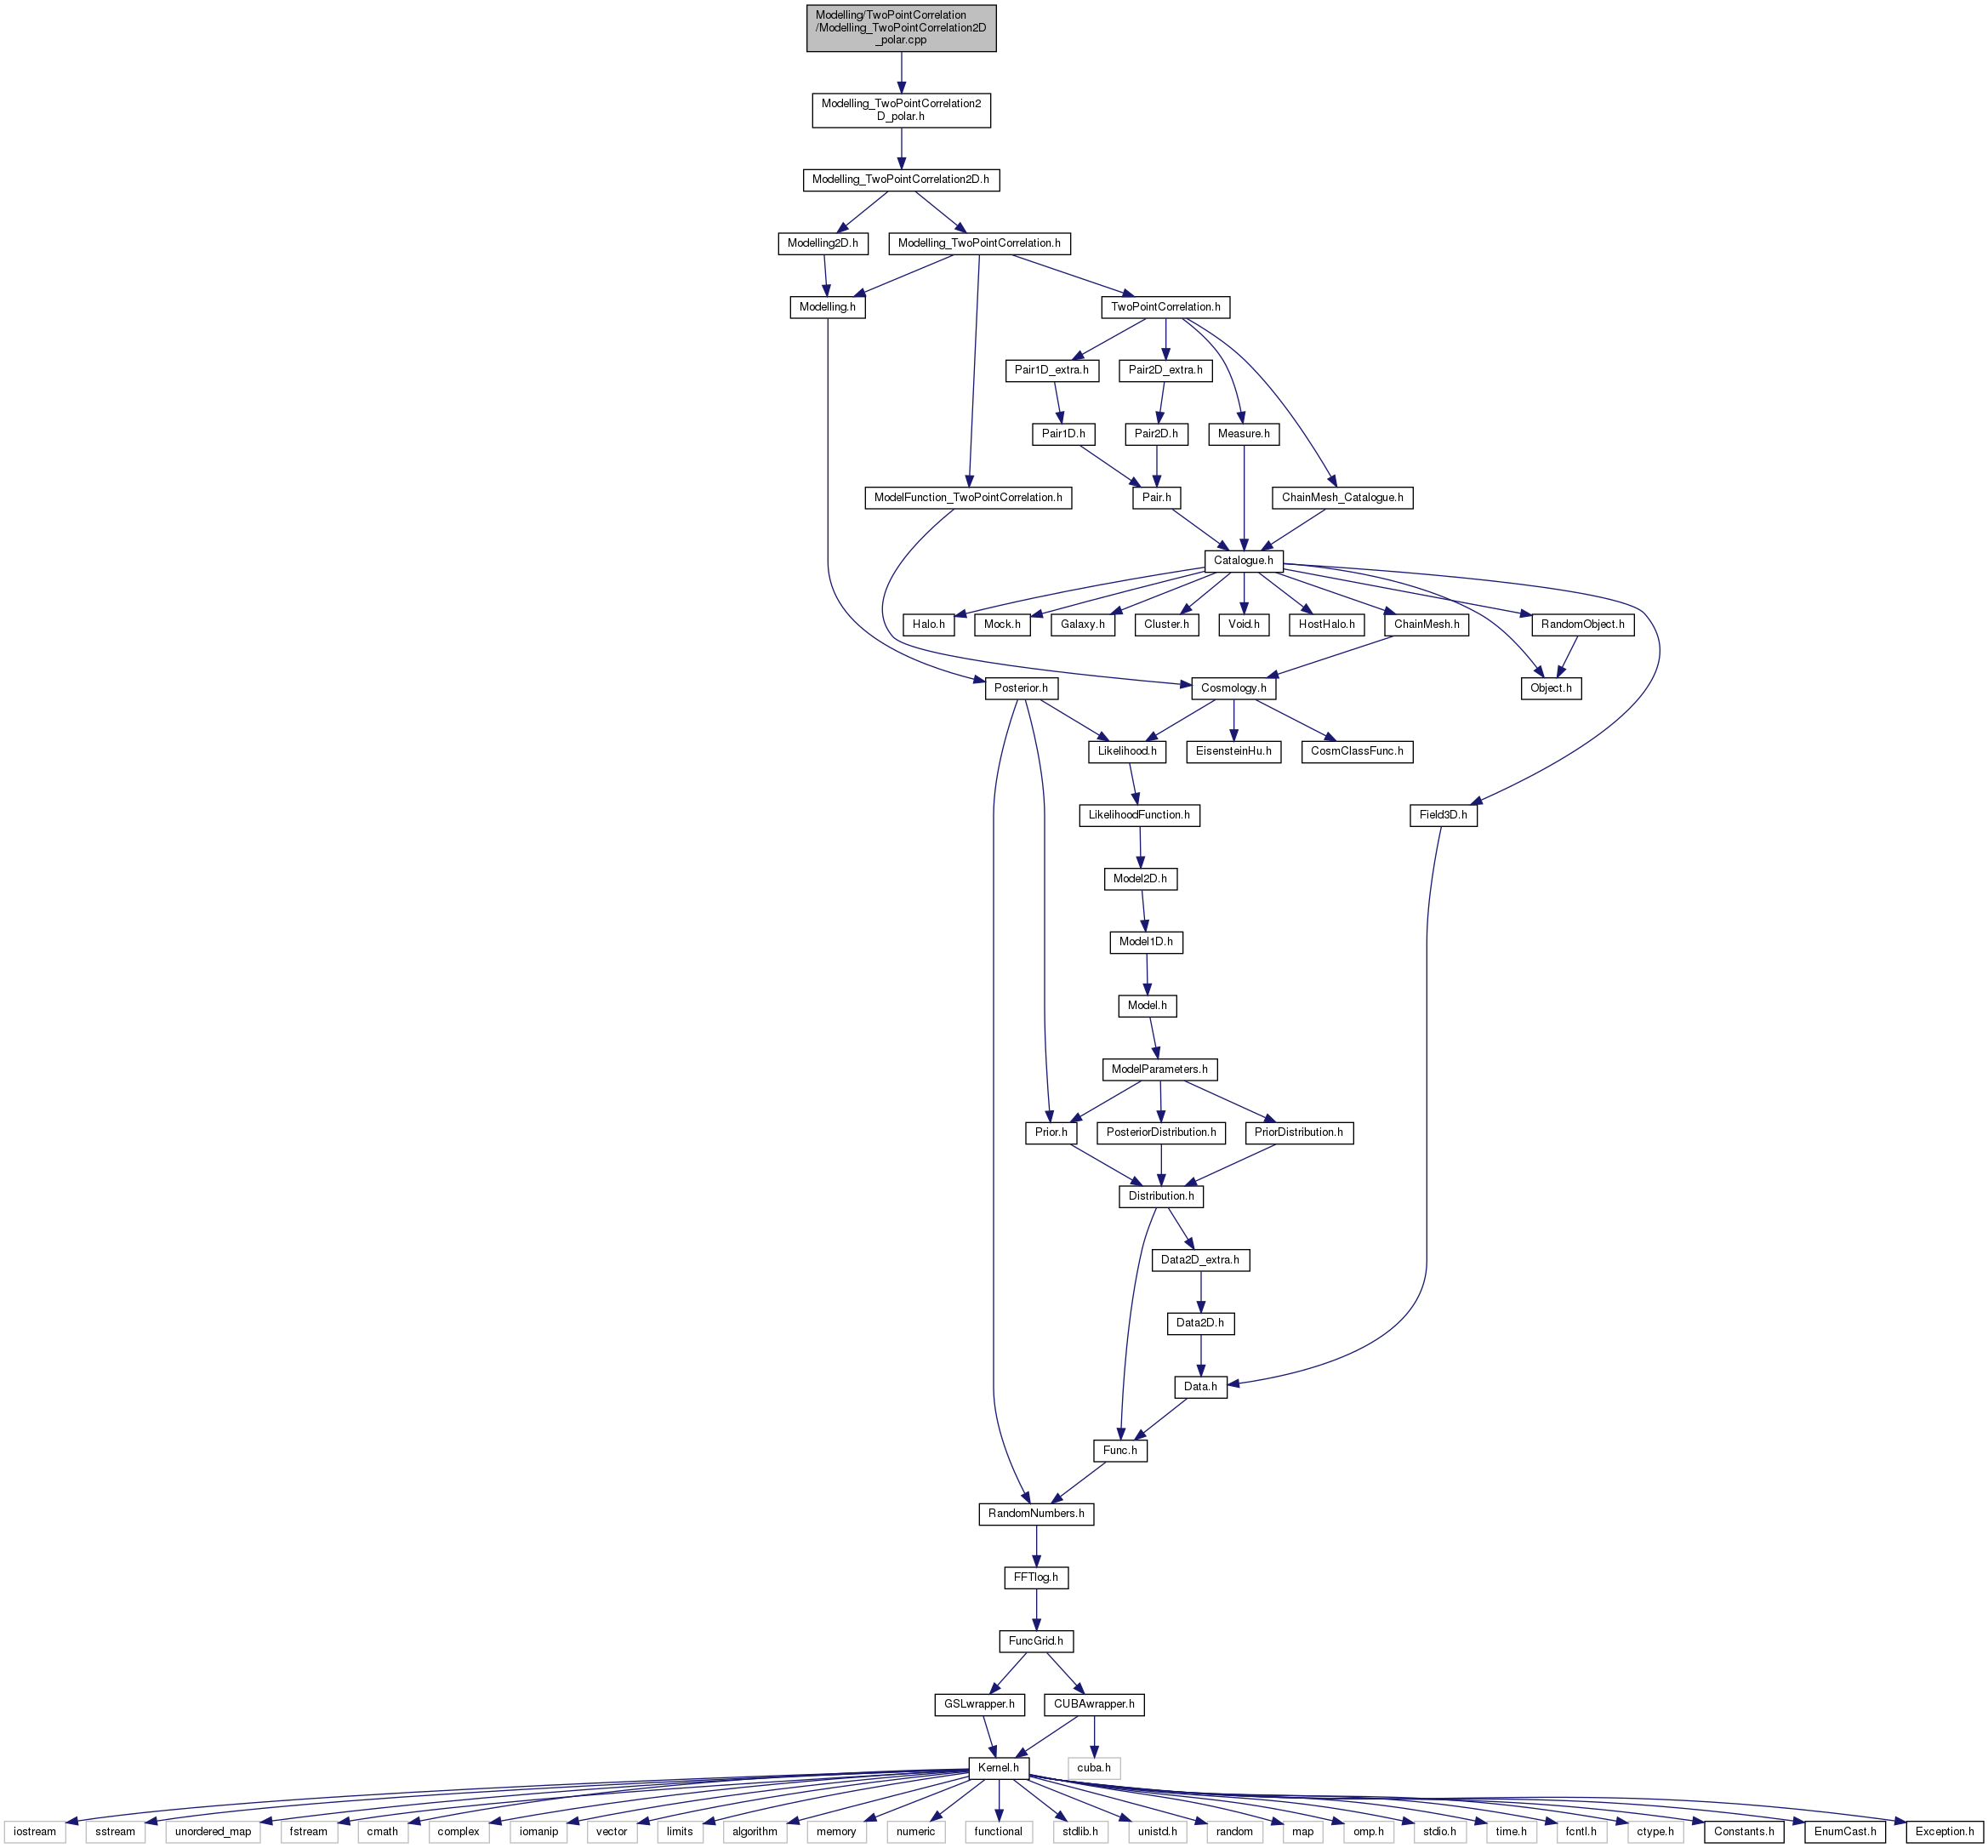 Modelling/TwoPointCorrelation
/Modelling_TwoPointCorrelation2D
_polar.cpp
Modelling_TwoPointCorrelation2
D_polar.h
Modelling_TwoPointCorrelation2D.h
Modelling2D.h
Modelling_TwoPointCorrelation.h
Modelling.h
TwoPointCorrelation.h
Pair1D_extra.h
Pair2D_extra.h
Pair1D.h
Pair2D.h
Measure.h
ModelFunction_TwoPointCorrelation.h
Pair.h
ChainMesh_Catalogue.h
Catalogue.h
Halo.h
Mock.h
Galaxy.h
Cluster.h
Void.h
HostHalo.h
ChainMesh.h
RandomObject.h
Posterior.h
Cosmology.h
Object.h
Likelihood.h
EisensteinHu.h
CosmClassFunc.h
LikelihoodFunction.h
Field3D.h
Model2D.h
Model1D.h
Model.h
ModelParameters.h
Prior.h
PosteriorDistribution.h
PriorDistribution.h
Distribution.h
Data2D_extra.h
Data2D.h
Data.h
Func.h
RandomNumbers.h
FFTlog.h
FuncGrid.h
GSLwrapper.h
CUBAwrapper.h
Kernel.h
cuba.h
iostream
sstream
unordered_map
fstream
cmath
complex
iomanip
vector
limits
algorithm
memory
numeric
functional
stdlib.h
unistd.h
random
map
omp.h
stdio.h
time.h
fcntl.h
ctype.h
Constants.h
EnumCast.h
Exception.h